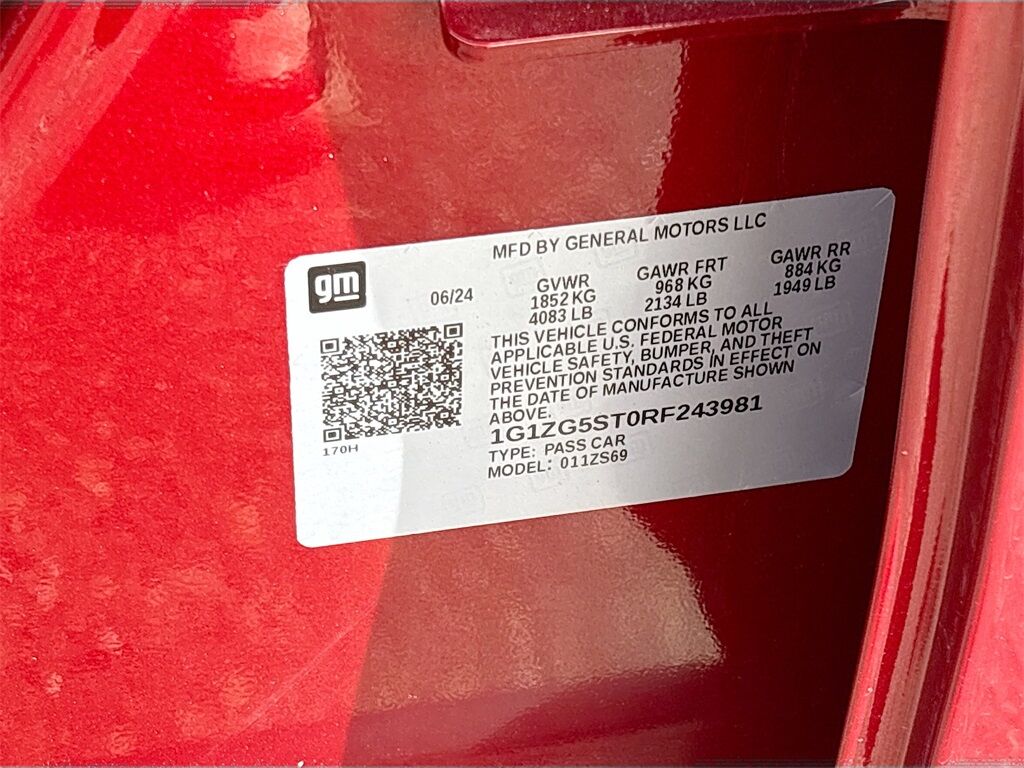 MFD BY GENERAL MOTORS LLC
gm
06/24
GVWR
1852 KG
4083 LB
GAWR FRT
968 KG
2134 LB
GAWR RR
884 KG
1949 LB
THIS VEHICLE CONFORMS TO ALL
APPLICABLE U.S. FEDERAL MOTOR
VEHICLE SAFETY, BUMPER, AND THEFT
PREVENTION STANDARDS IN EFFECT ON
THE DATE OF MANUFACTURE SHOWN
ABOVE.
1G1ZG5ST0RF243981
TYPE: PASS CAR
MODEL: 011ZS69
170H